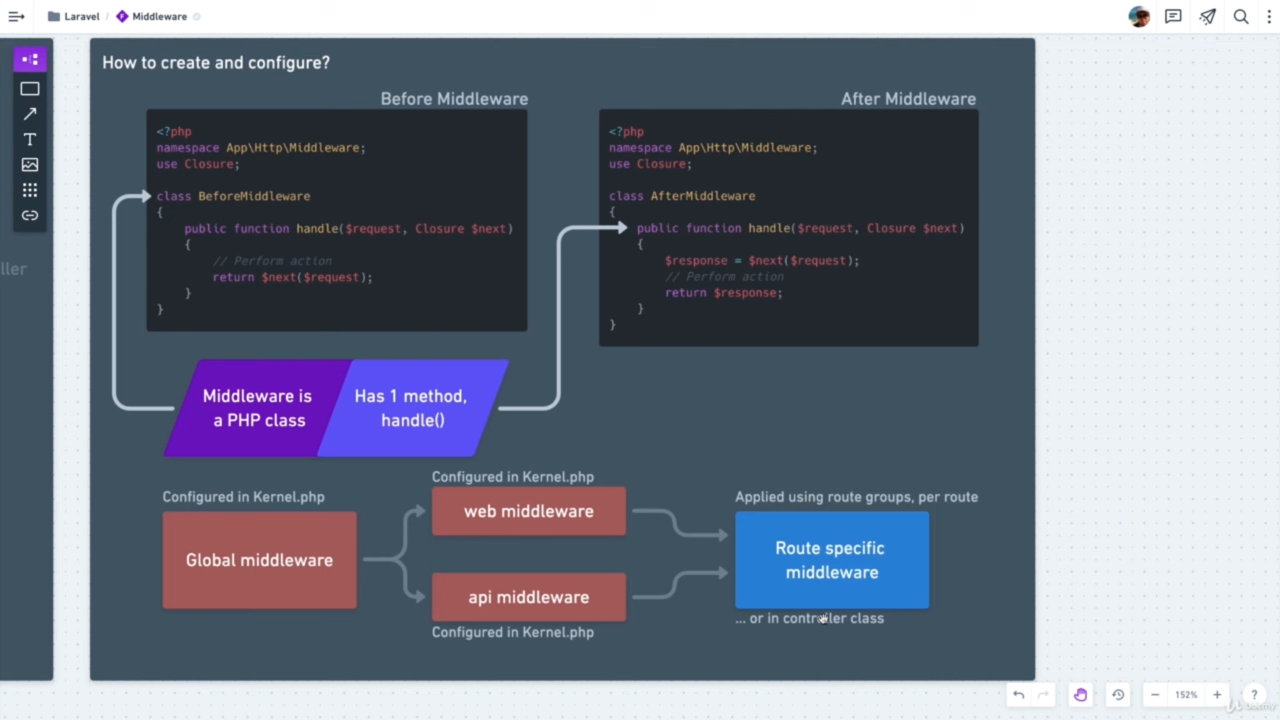 Laravel / Middleware
How to create and configure?
Before Middleware
<?php
namespace App\Http\Middleware;
use Closure;
class BeforeMiddleware
{
public function handle($request, Closure $next)
{
// Perform action
return $next($request);
}
}
After Middleware
<?php
namespace App\Http\Middleware;
use Closure;
class AfterMiddleware
{
public function handle($request, Closure $next)
{
$response = $next($request);
// Perform action
return $response;
}
}
ller
Middleware is
a PHP class
Has 1 method,
handle()
Configured in Kernel.php
Global middleware
Configured in Kernel.php
web middleware
api middleware
Configured in Kernel.php
Applied using route groups, per route
Route specific
middleware
... or in controller class
152%
?
udemy